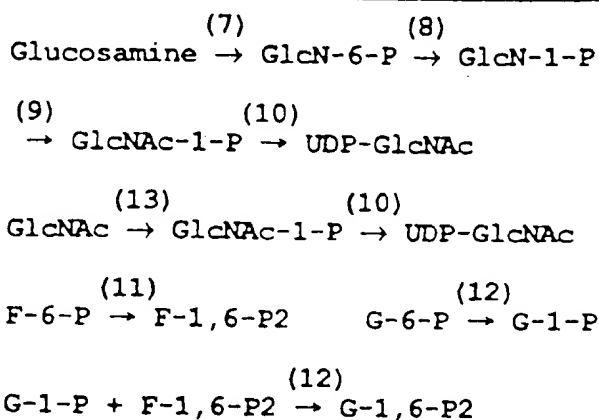 (7) (8)
Glucosamine → GlcN-6-P → GlcN-1-P
(9) (10)
→ GlcNAc-1-P → UDP-GlcNAc
(13) (10)
GlcNAc → GlcNAc-1-P → UDP-GlcNAc
(11) (12)
F-6-P → F-1,6-P2 G-6-P → G-1-P
(12)
G-1-P + F-1,6-P2 → G-1,6-P2